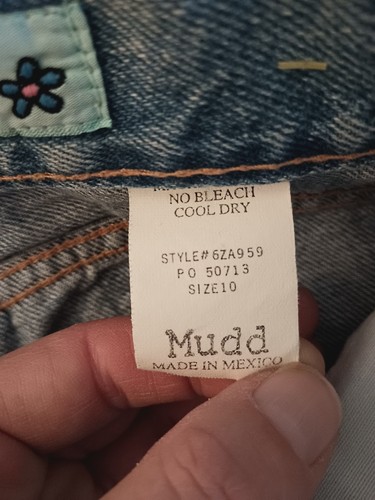 NO BLEACH
COOL DRY
STYLE#6ZA959
PO 50713
SIZE10
Mudd
MADE IN MEXICO